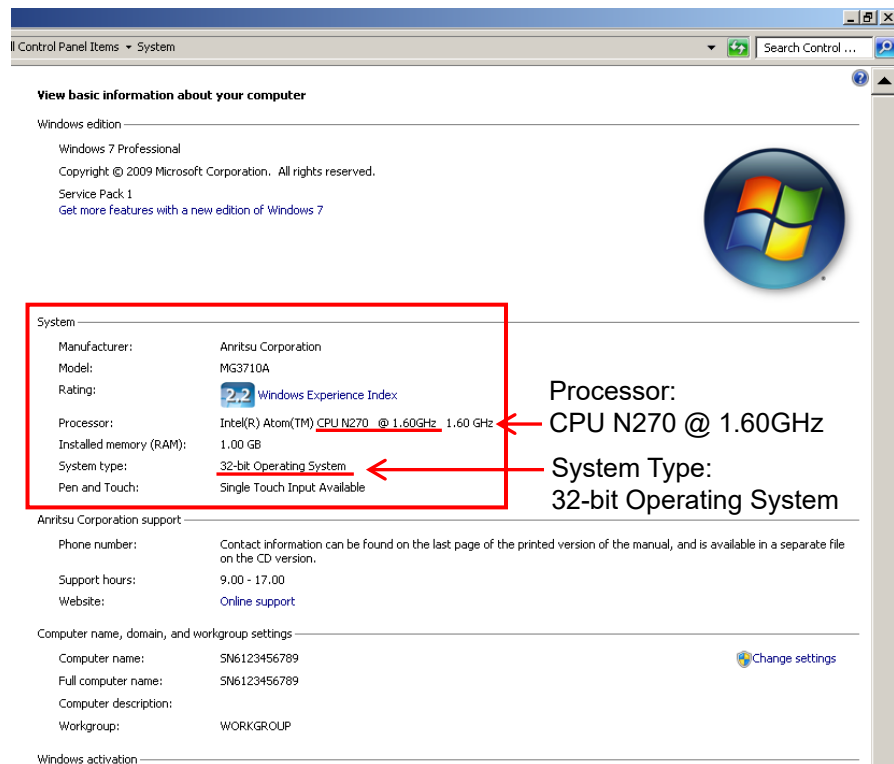 ll Control Panel Items ▾ System
Search Control ...
View basic information about your computer
Windows edition
Windows 7 Professional
Copyright © 2009 Microsoft Corporation. All rights reserved.
Service Pack 1
Get more features with a new edition of Windows 7
System
Manufacturer: Anritsu Corporation
Model: MG3710A
Rating: 2,2 Windows Experience Index
Processor: Intel(R) Atom(TM) CPU N270 @ 1.60GHz 1.60 GHz
Installed memory (RAM): 1.00 GB
System type: 32-bit Operating System
Pen and Touch: Single Touch Input Available
Processor:
CPU N270 @ 1.60GHz
System Type:
32-bit Operating System
Anritsu Corporation support
Phone number: Contact information can be found on the last page of the printed version of the manual, and is available in a separate file
on the CD version.
Support hours: 9.00 - 17.00
Website: Online support
Computer name, domain, and workgroup settings
Computer name: SN6123456789
Change settings
Full computer name: SN6123456789
Computer description:
Workgroup: WORKGROUP
Windows activation